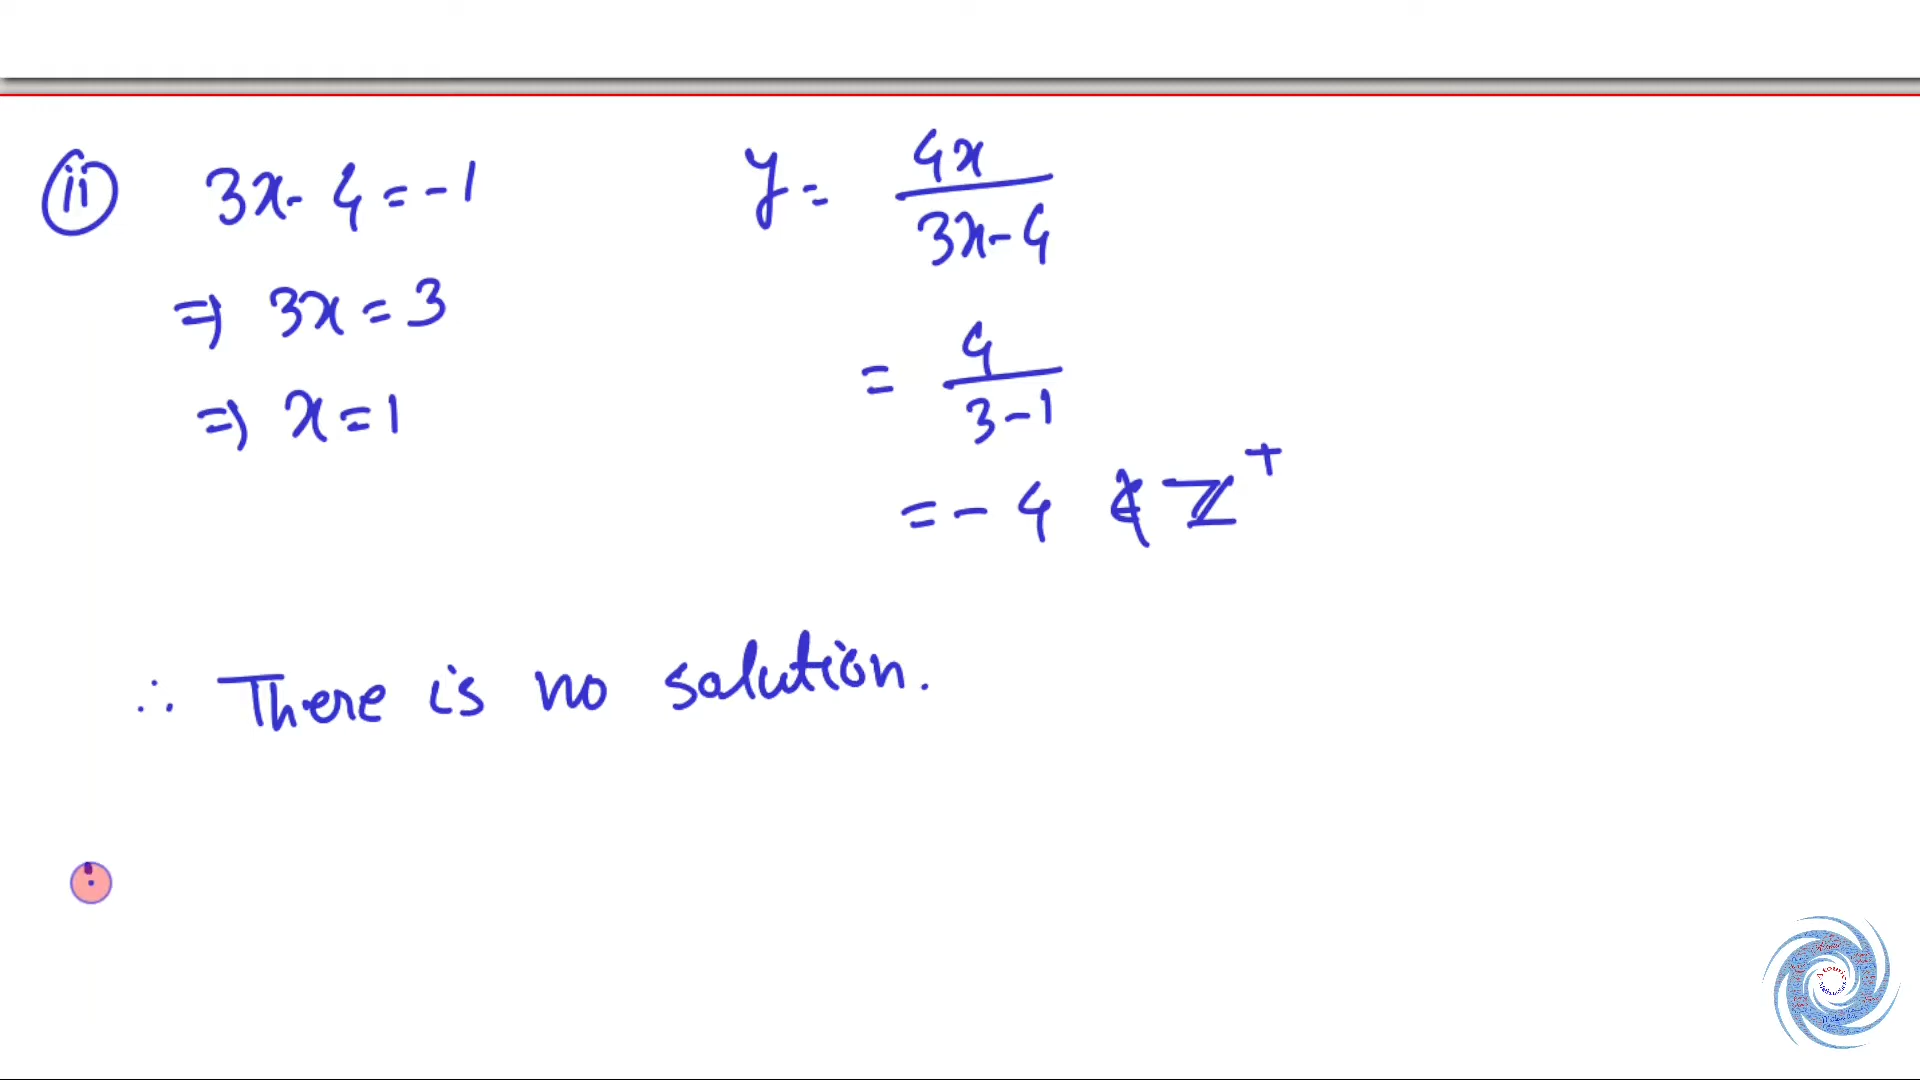 ii 3x - 4 = -1
⇒ 3x = 3
⇒ x = 1
y = 4x / 3x - 4
= 4 / 3 - 1
= - 4 ∉ ℤ⁺
∴ There is no solution.